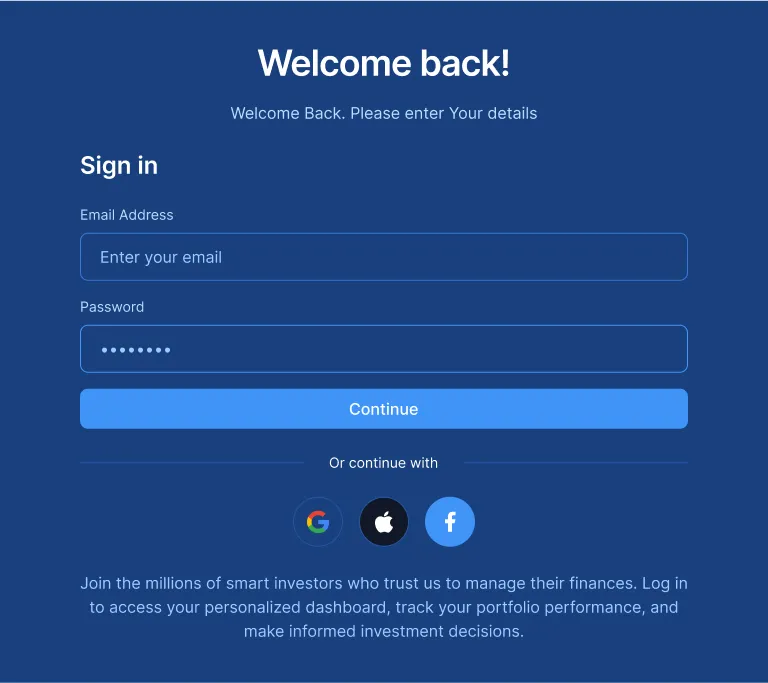 Welcome back!
Welcome Back. Please enter Your details
Sign in
Email Address
Enter your email
Password
••••••••
Continue
Or continue with
Join the millions of smart investors who trust us to manage their finances. Log in
to access your personalized dashboard, track your portfolio performance, and
make informed investment decisions.